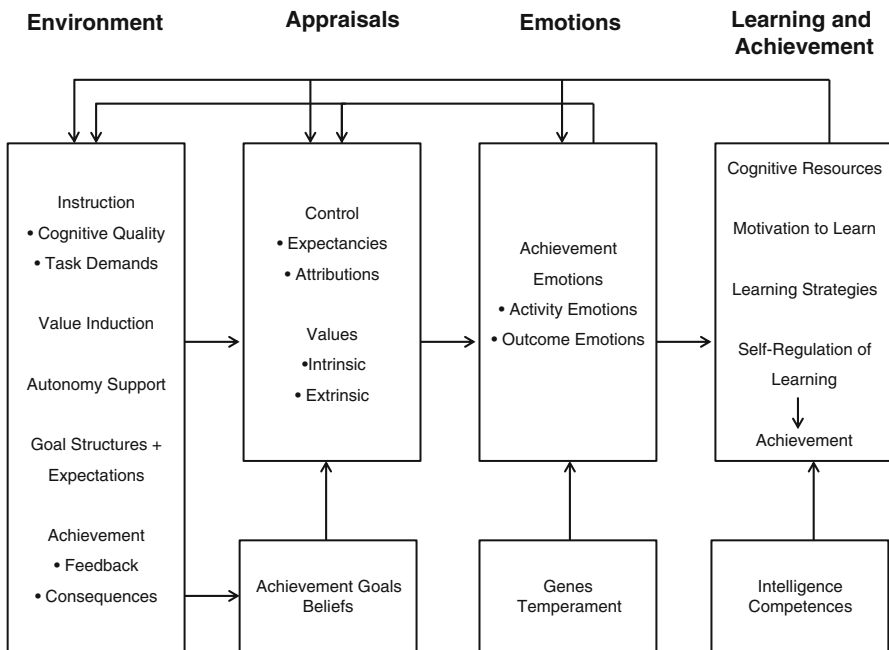 Environment
Appraisals
Emotions
Learning and
Achievement
Instruction
• Cognitive Quality
• Task Demands
Value Induction
Autonomy Support
Goal Structures +
Expectations
Achievement
• Feedback
• Consequences
Control
• Expectancies
• Attributions
Values
•Intrinsic
• Extrinsic
Achievement Goals
Beliefs
Achievement
Emotions
• Activity Emotions
• Outcome Emotions
Genes
Temperament
Cognitive Resources
Motivation to Learn
Learning Strategies
Self-Regulation of
Learning
Achievement
Intelligence
Competences